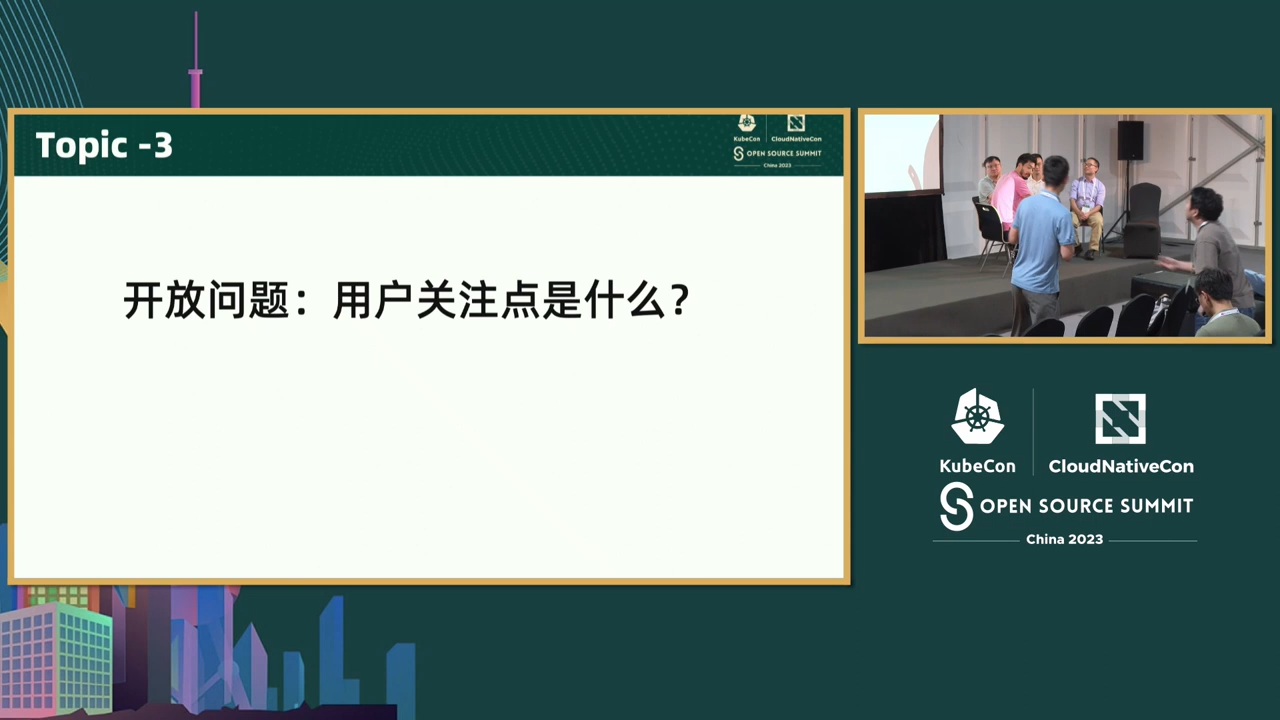 Topic -3
KubeCon
CloudNativeCon
OPEN SOURCE SUMMIT
China 2023
开放问题：用户关注点是什么？
KubeCon
CloudNativeCon
OPEN SOURCE SUMMIT
China 2023